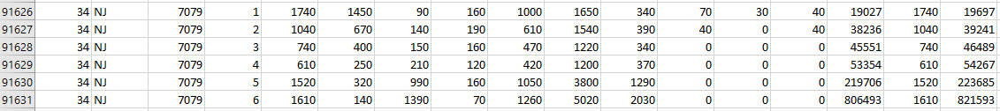 91626 34 NJ 7079 1 1740 1450 90 160 1000 1650 340 70 30 40 19027 1740 19697
91627 34 NJ 7079 2 1040 670 140 190 610 1540 390 40 0 40 38236 1040 39241
91628 34 NJ 7079 3 740 400 150 160 470 1220 340 0 0 0 45551 740 46489
91629 34 NJ 7079 4 610 250 210 120 420 1200 370 0 0 0 53354 610 54267
91630 34 NJ 7079 5 1520 320 990 160 1050 3800 1290 0 0 0 219706 1520 223685
91631 34 NJ 7079 6 1610 140 1390 70 1260 5020 2030 0 0 0 806493 1610 821593